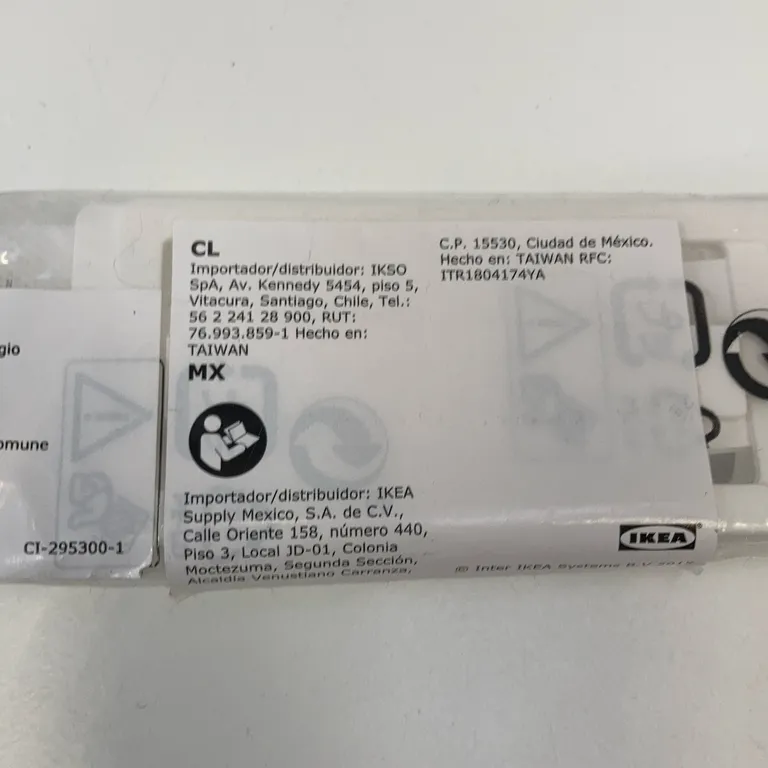 gio
omune
CI-295300-1
CL
Importador/distribuidor: IKSO
SpA, Av. Kennedy 5454, piso 5,
Vitacura, Santiago, Chile, Tel.:
56 2 241 28 900, RUT:
76.993.859-1 Hecho en:
TAIWAN
MX
Importador/distribuidor: IKEA
Supply Mexico, S.A. de C.V.,
Calle Oriente 158, número 440,
Piso 3, Local JD-01, Colonia
Moctezuma, Segunda Sección,
Alcaldía Venustiano Carranza,
C.P. 15530, Ciudad de México.
Hecho en: TAIWAN RFC:
ITR1804174YA
IKEA
© Inter IKEA Systems B.V.